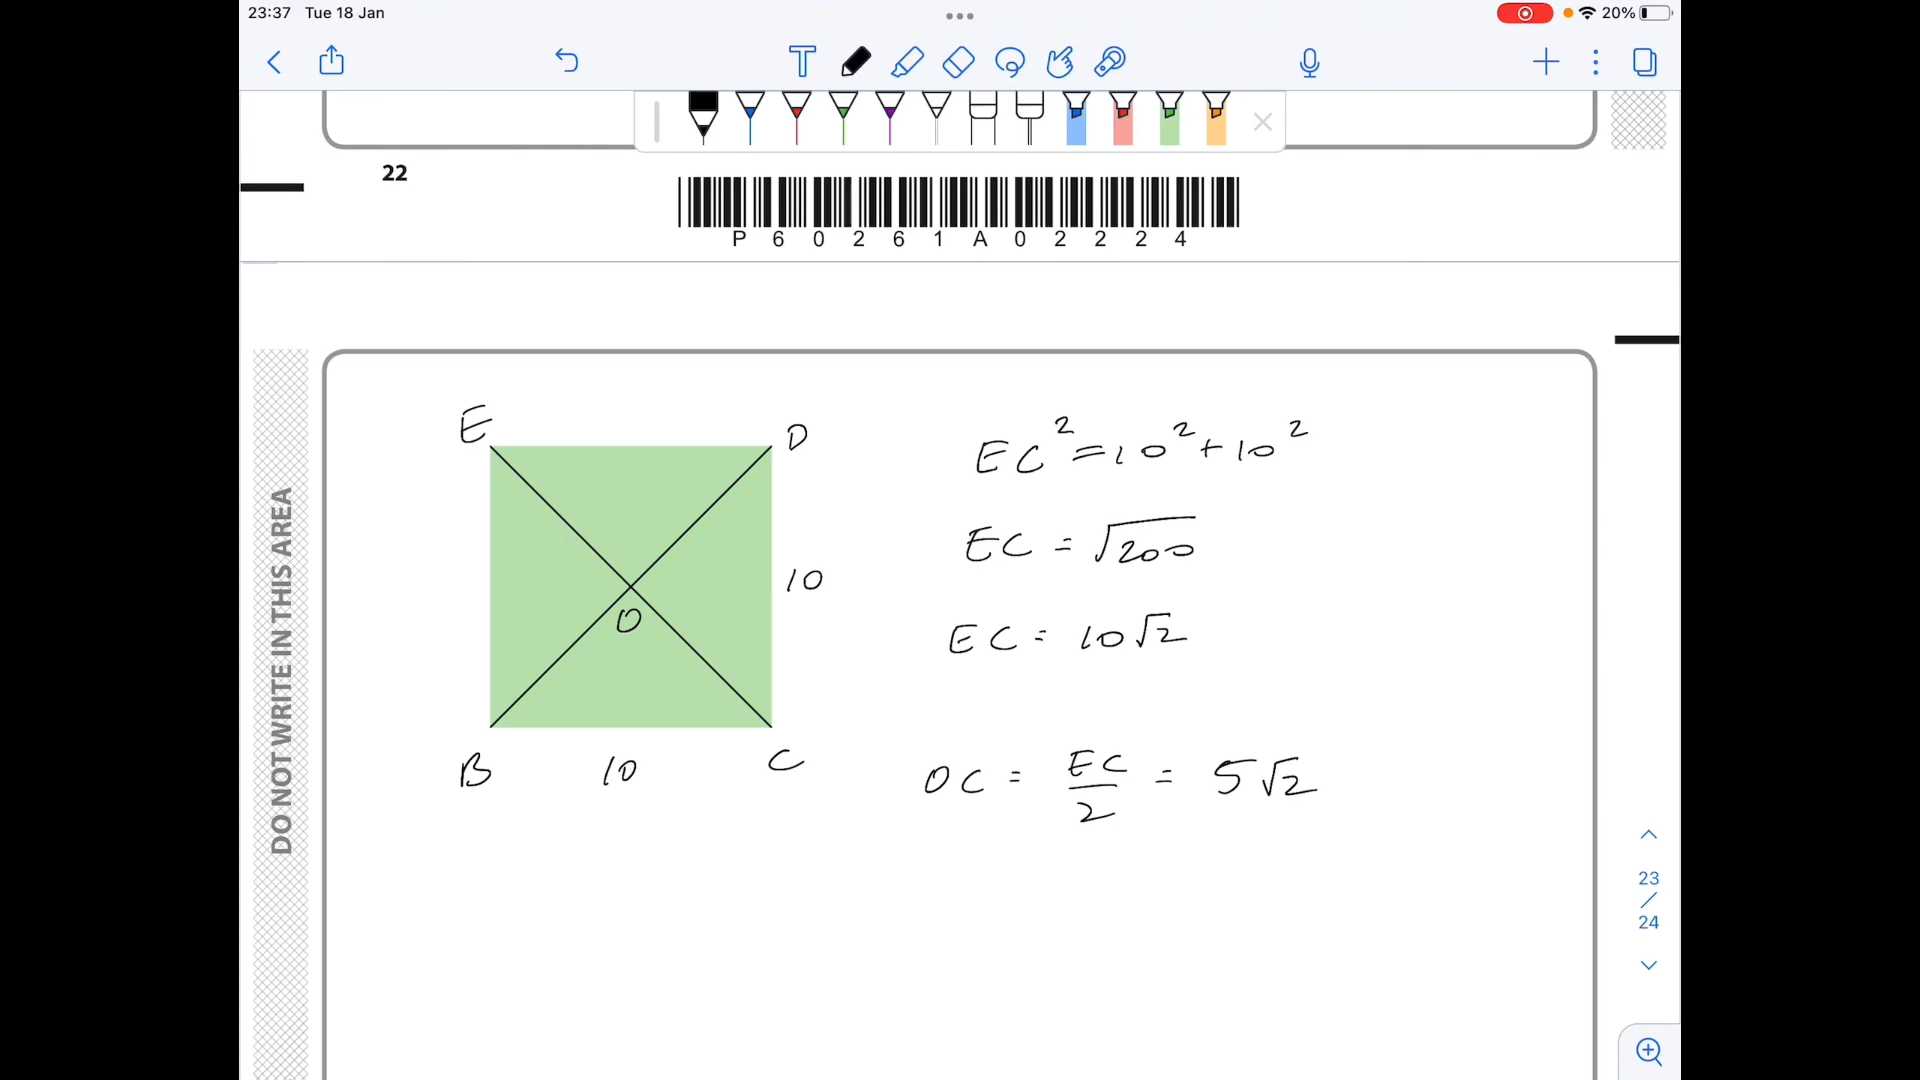 23:37 Tue 18 Jan
20%
T
22
P 6 0 2 6 1 A 0 2 2 2 4
DO NOT WRITE IN THIS AREA
E
D
10
O
B
10
C
EC² = 10² + 10²
EC = √200
EC = 10√2
OC = EC/2 = 5√2
23
/
24